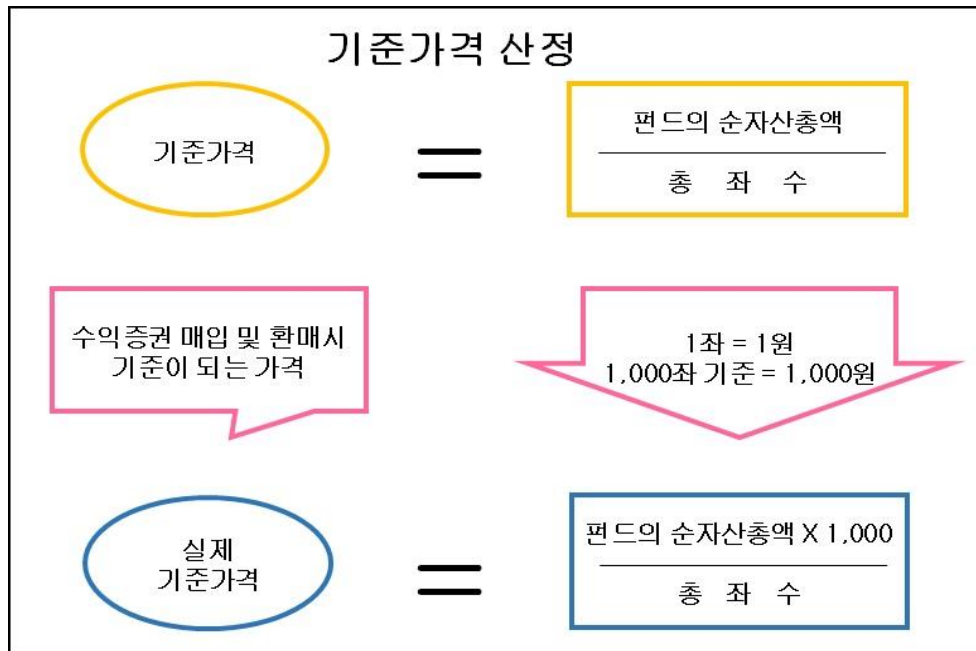 기준가격 산정
기준가격
=
펀드의 순자산총액
총 좌 수
수익증권 매입 및 환매시
기준이 되는 가격
1좌 = 1원
1,000좌 기준 = 1,000원
실제
기준가격
=
펀드의 순자산총액 X 1,000
총 좌 수